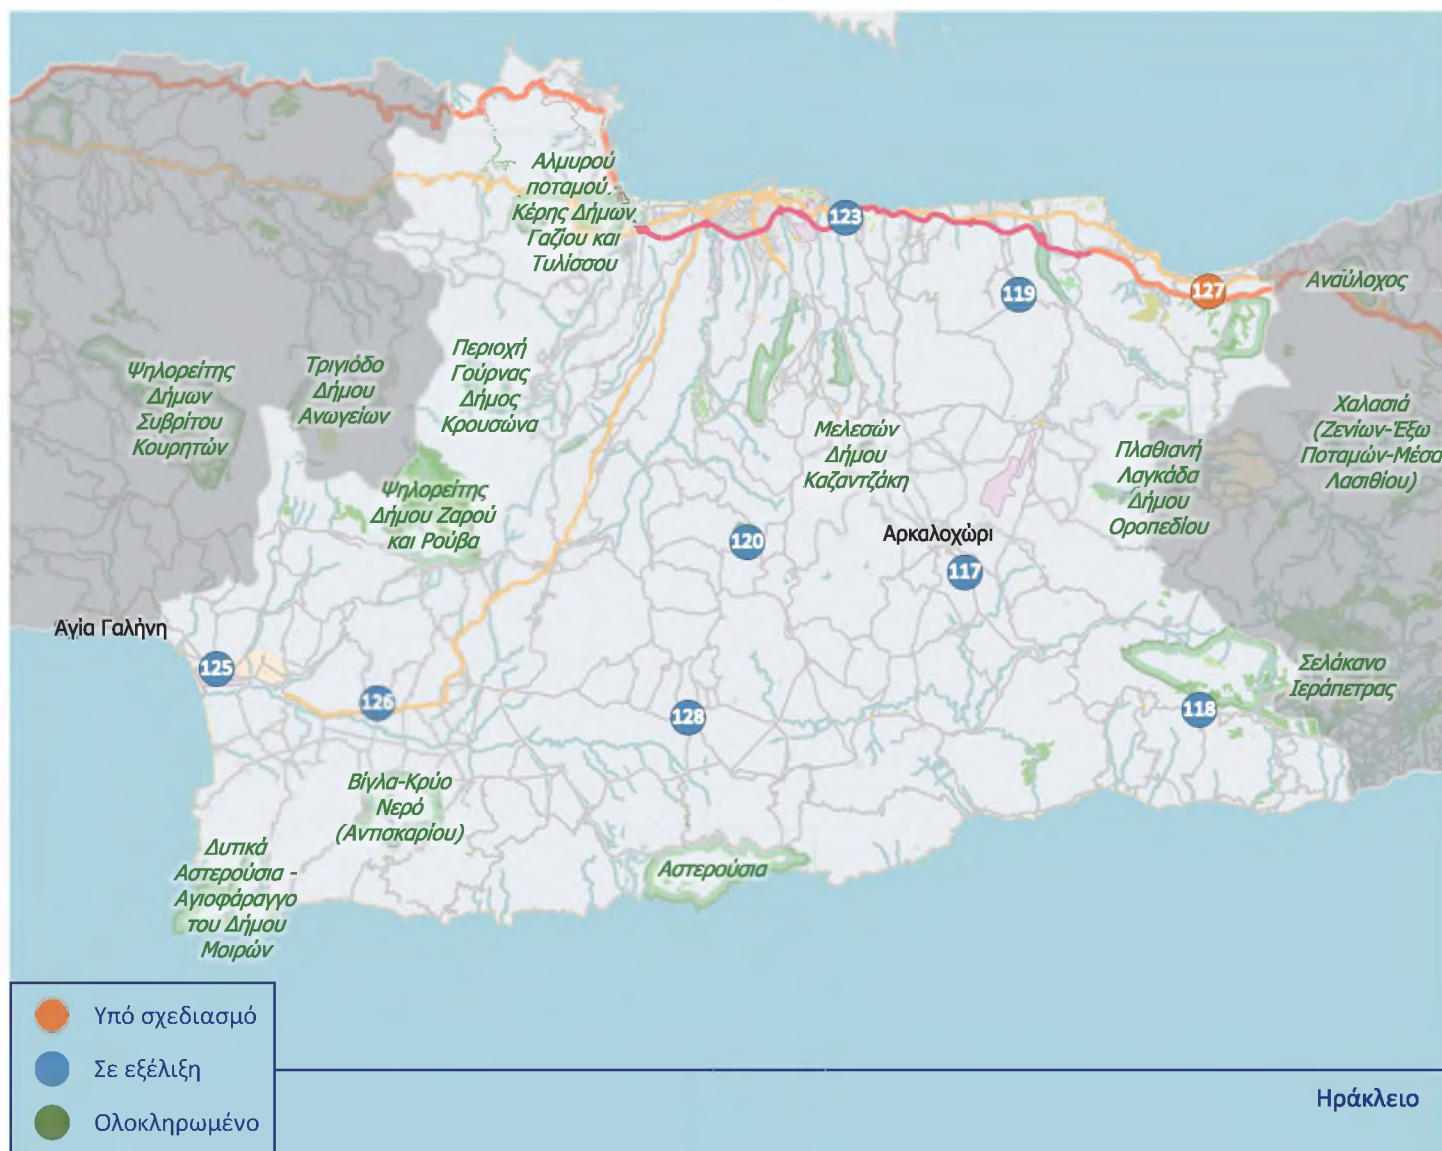 Αλμυρού
ποταμού.
Κέρης Δήμων
Γαζίου και
Τυλίσσου
123
119
127
Αναΰλοχος
Ψηλορείτης
Δήμων
Συβρίτου
Κουρητών
Τριγιόδο
Δήμου
Ανωγείων
Περιοχή
Γούρνας
Δήμος
Κρουσώνα
Μελεσών
Δήμου
Καζαντζάκη
Πλαθιανή
Λαγκάδα
Δήμου
Οροπεδίου
Χαλασιά
(Ζενίων-Έξω
Ποταμών-Μέσα
Λασιθίου)
Ψηλορείτης
Δήμου Ζαρού
και Ρούβα
120
Αρκαλοχώρι
117
Αγία Γαλήνη
125
126
128
118
Σελάκανο
Ιεράπετρας
Βίγλα-Κρύο
Νερό
(Αντισκαρίου)
Δυτικά
Αστερούσια -
Αγιοφάραγγο
του Δήμου
Μοιρών
Αστερούσια
Υπό σχεδιασμό
Σε εξέλιξη
Ολοκληρωμένο
Ηράκλειο